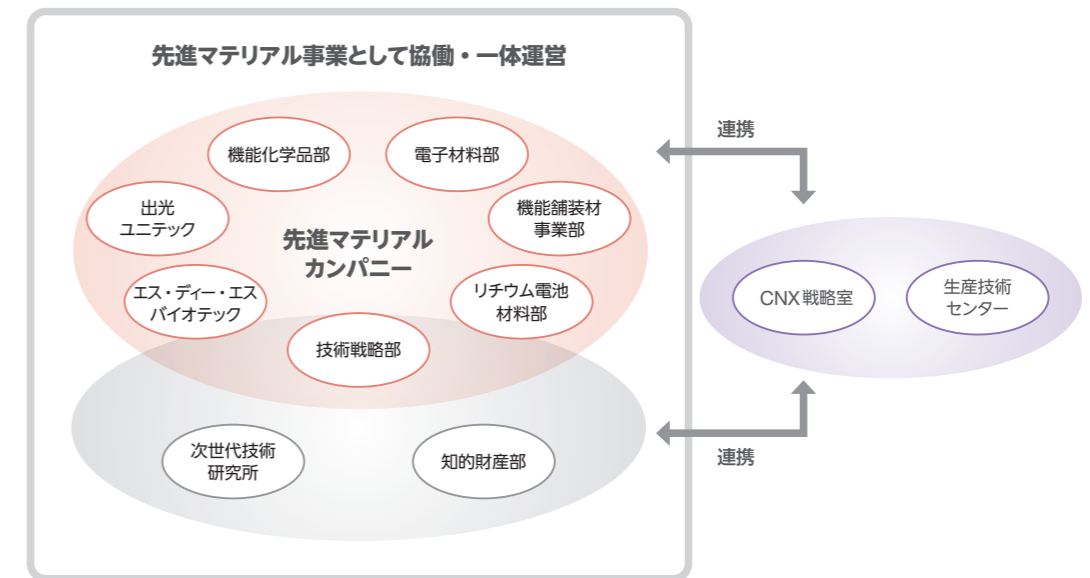 先進マテリアル事業として協働・一体運営
機能化学品部
電子材料部
出光
ユニテック
機能舗装材
事業部
先進マテリアル
カンパニー
エス・ディー・エス
バイオテック
リチウム電池
材料部
技術戦略部
次世代技術
研究所
知的財産部
連携
CNX戦略室
生産技術
センター
連携